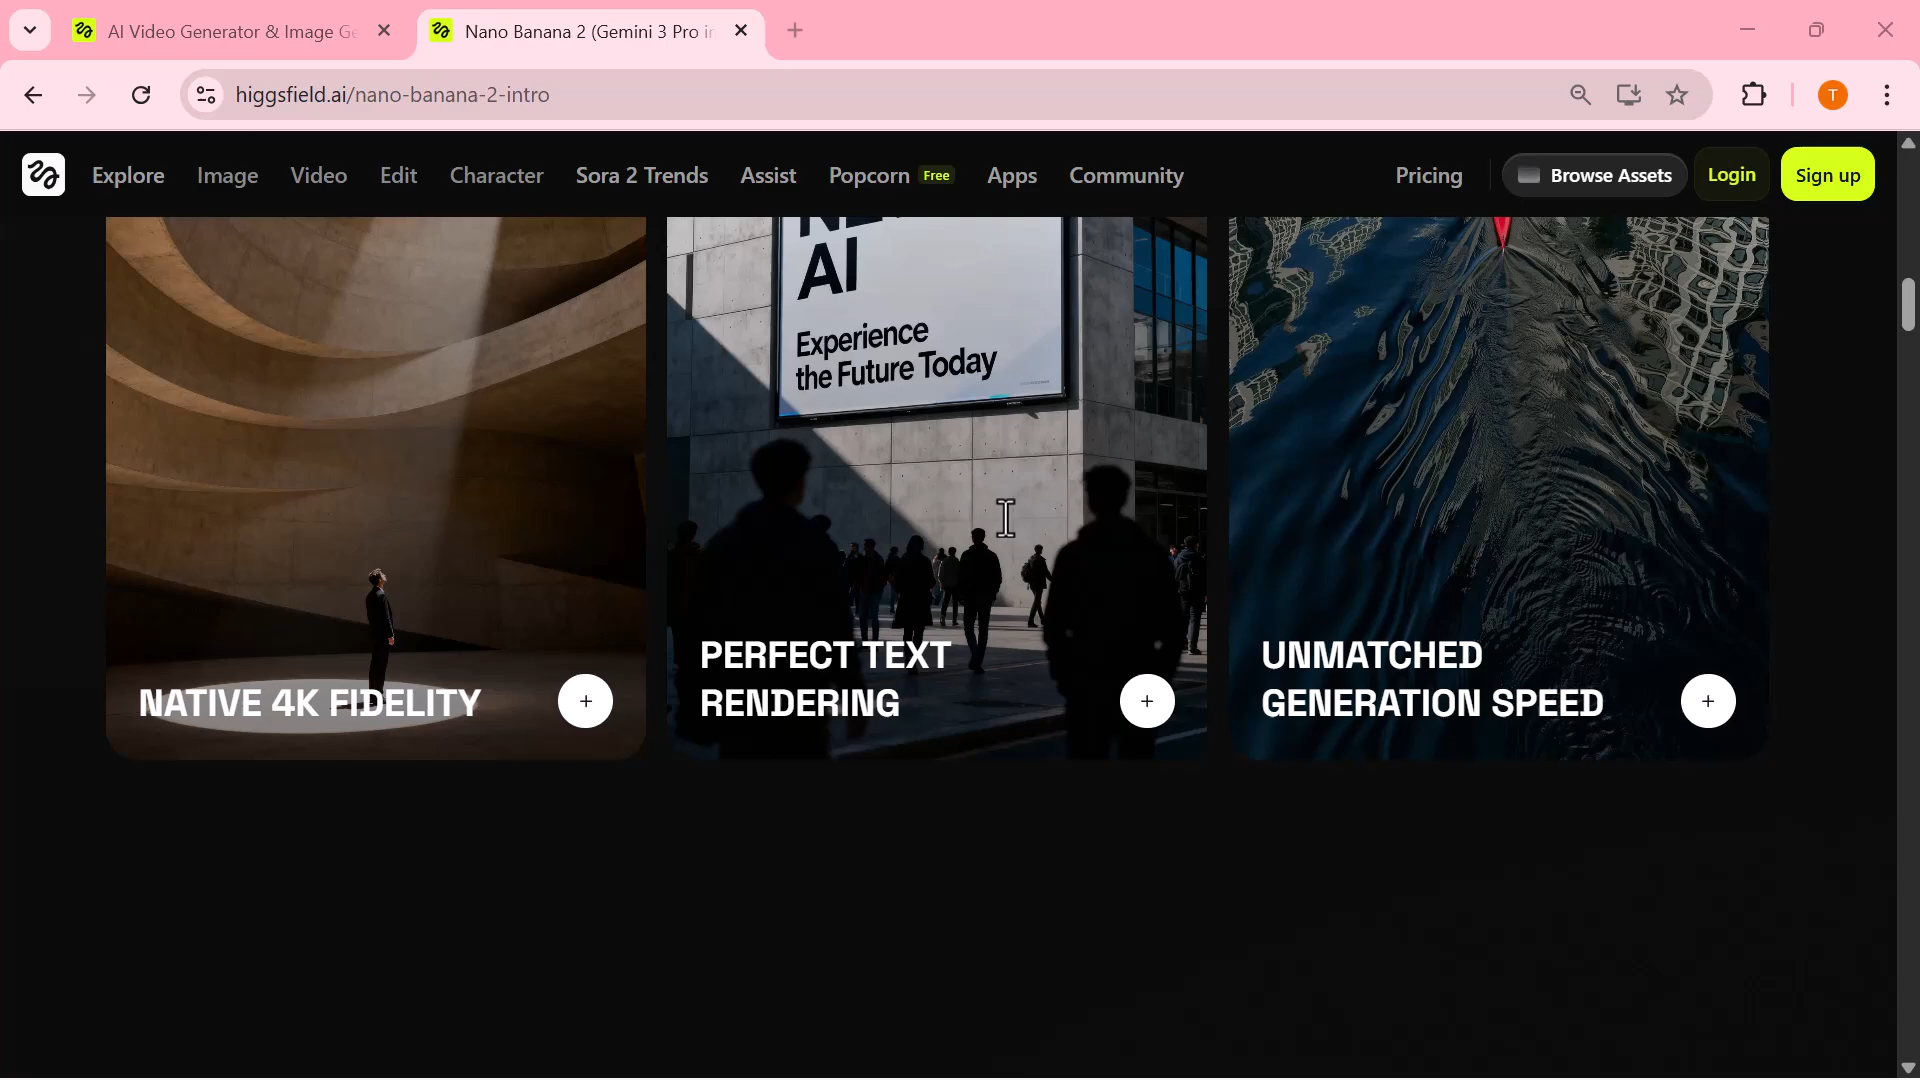 AI Video Generator & Image Ge
Nano Banana 2 (Gemini 3 Pro in
higgsfield.ai/nano-banana-2-intro
T
Explore
Image
Video
Edit
Character
Sora 2 Trends
Assist
Popcorn Free
Apps
Community
Pricing
Browse Assets
Login
Sign up
AI
Experience
the Future Today
NATIVE 4K FIDELITY
+
PERFECT TEXT
RENDERING
+
UNMATCHED
GENERATION SPEED
+